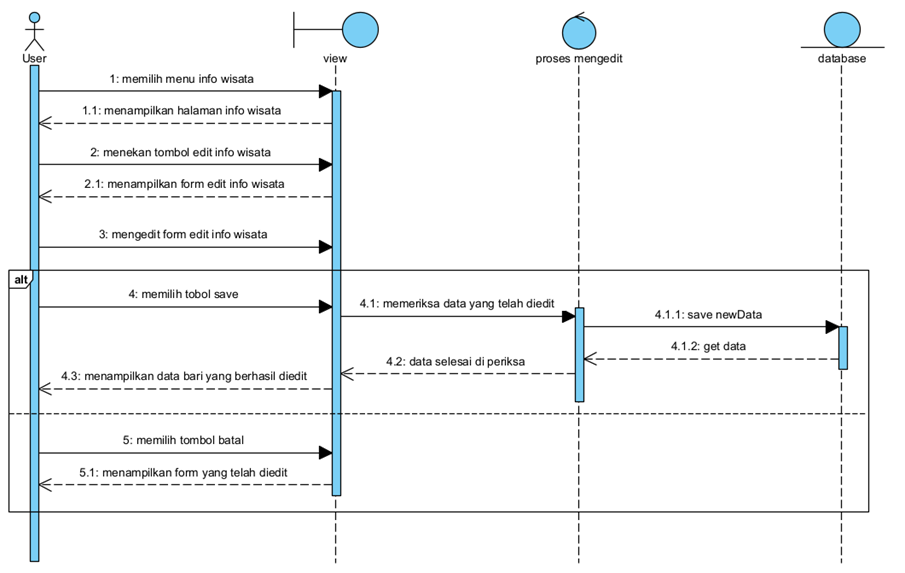 User
view
proses mengedit
database
1: memilih menu info wisata
1.1: menampilkan halaman info wisata
2: menekan tombol edit info wisata
2.1: menampilkan form edit info wisata
3: mengedit form edit info wisata
alt
4: memilih tobol save
4.1: memeriksa data yang telah diedit
4.1.1: save newData
4.1.2: get data
4.2: data selesai di periksa
4.3: menampilkan data bari yang berhasil diedit
5: memilih tombol batal
5.1: menampilkan form yang telah diedit